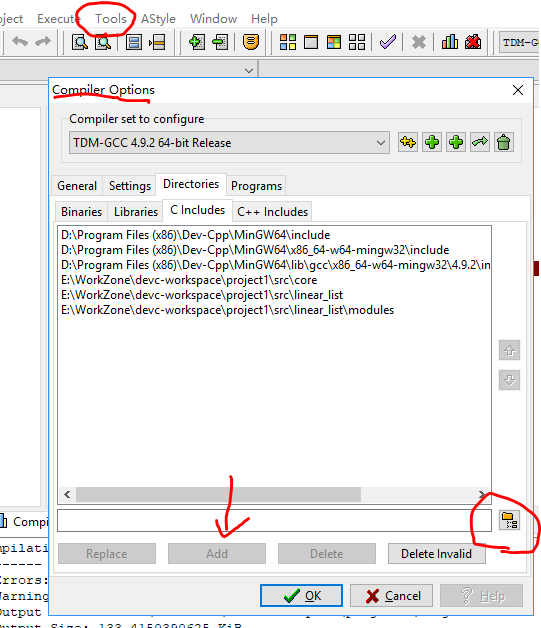 oject Execute Tools AStyle Window Help
TDM-GC
Compiler Options
Compiler set to configure
TDM-GCC 4.9.2 64-bit Release
General Settings Directories Programs
Binaries Libraries C Includes C++ Includes
D:\Program Files (x86)\Dev-Cpp\MinGW64\include
D:\Program Files (x86)\Dev-Cpp\MinGW64\x86_64-w64-mingw32\include
D:\Program Files (x86)\Dev-Cpp\MinGW64\lib\gcc\x86_64-w64-mingw32\4.9.2\in
E:\WorkZone\devc-workspace\project1\src\core
E:\WorkZone\devc-workspace\project1\src\linear_list
E:\WorkZone\devc-workspace\project1\src\linear_list\modules
Compi
Replace Add Delete Delete Invalid
mpilati
------
Errors:
OK Cancel Help
Warning
Output
Output Size: 133.4150390625 KiB